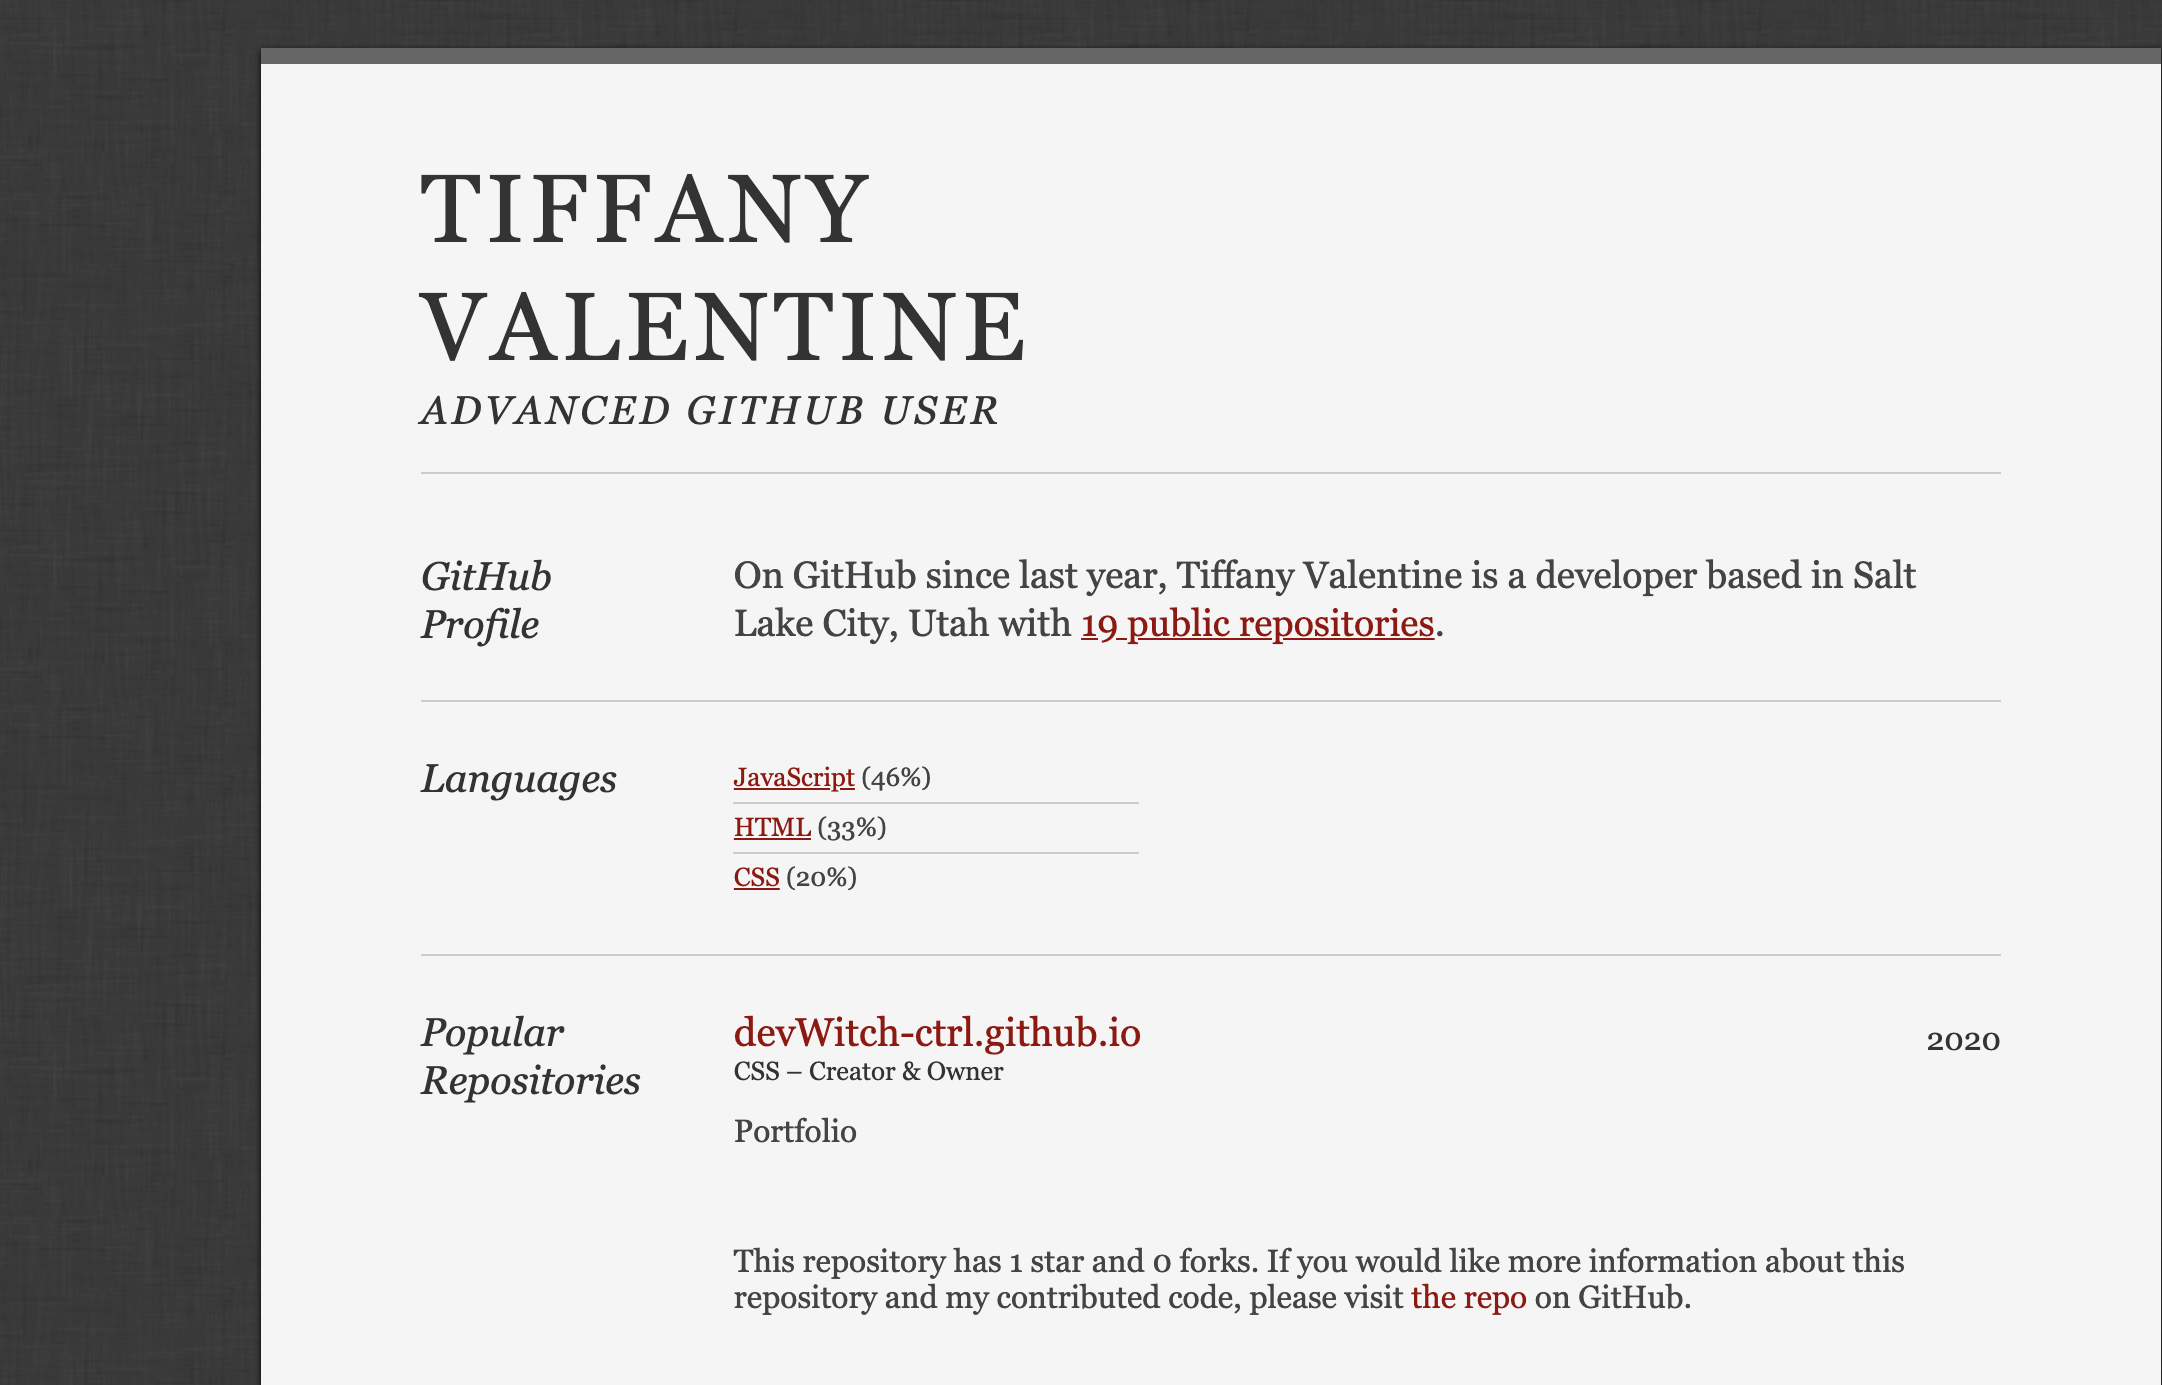 TIFFANY
VALENTINE
ADVANCED GITHUB USER
GitHub
Profile
On GitHub since last year, Tiffany Valentine is a developer based in Salt
Lake City, Utah with 19 public repositories.
Languages
JavaScript (46%)
HTML (33%)
CSS (20%)
Popular
Repositories
devWitch-ctrl.github.io
2020
CSS – Creator & Owner
Portfolio
This repository has 1 star and 0 forks. If you would like more information about this
repository and my contributed code, please visit the repo on GitHub.